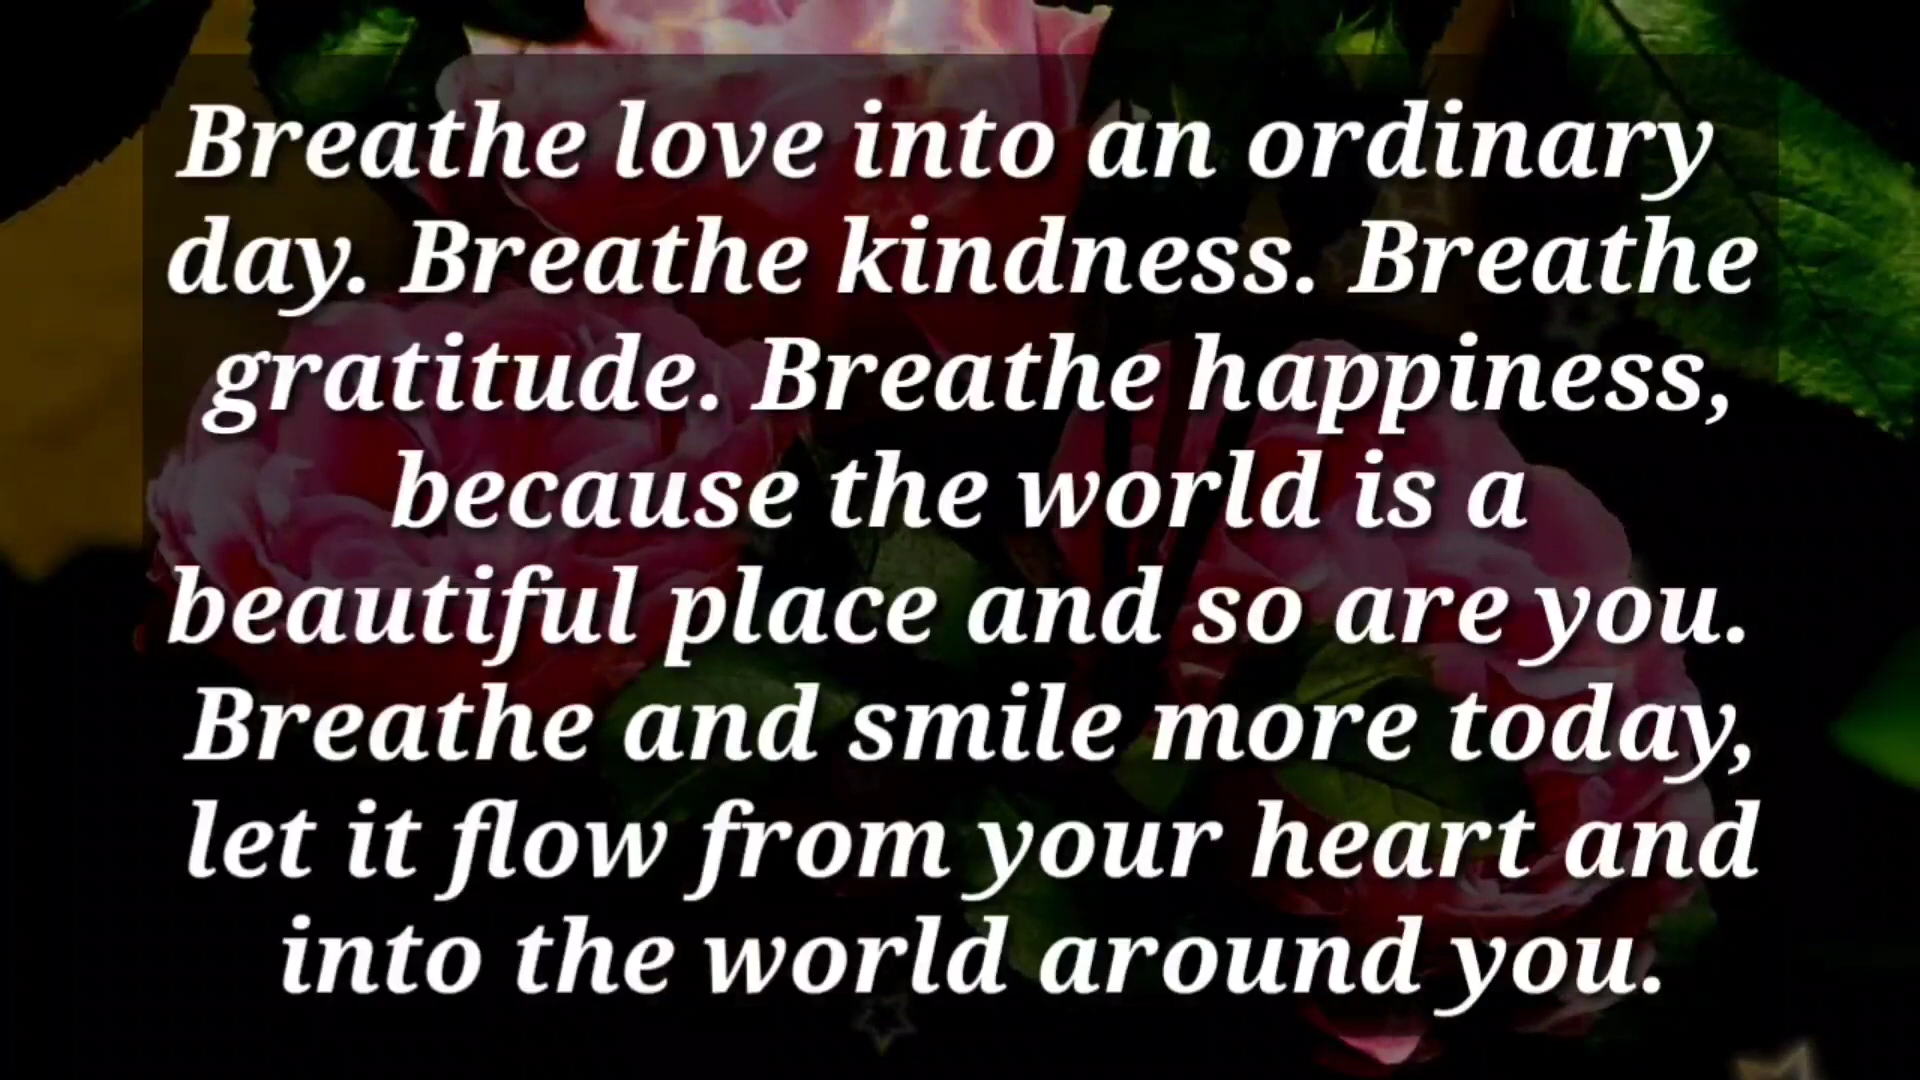 Breathe love into an ordinary
day. Breathe kindness. Breathe
gratitude. Breathe happiness,
because the world is a
beautiful place and so are you.
Breathe and smile more today,
let it flow from your heart and
into the world around you.